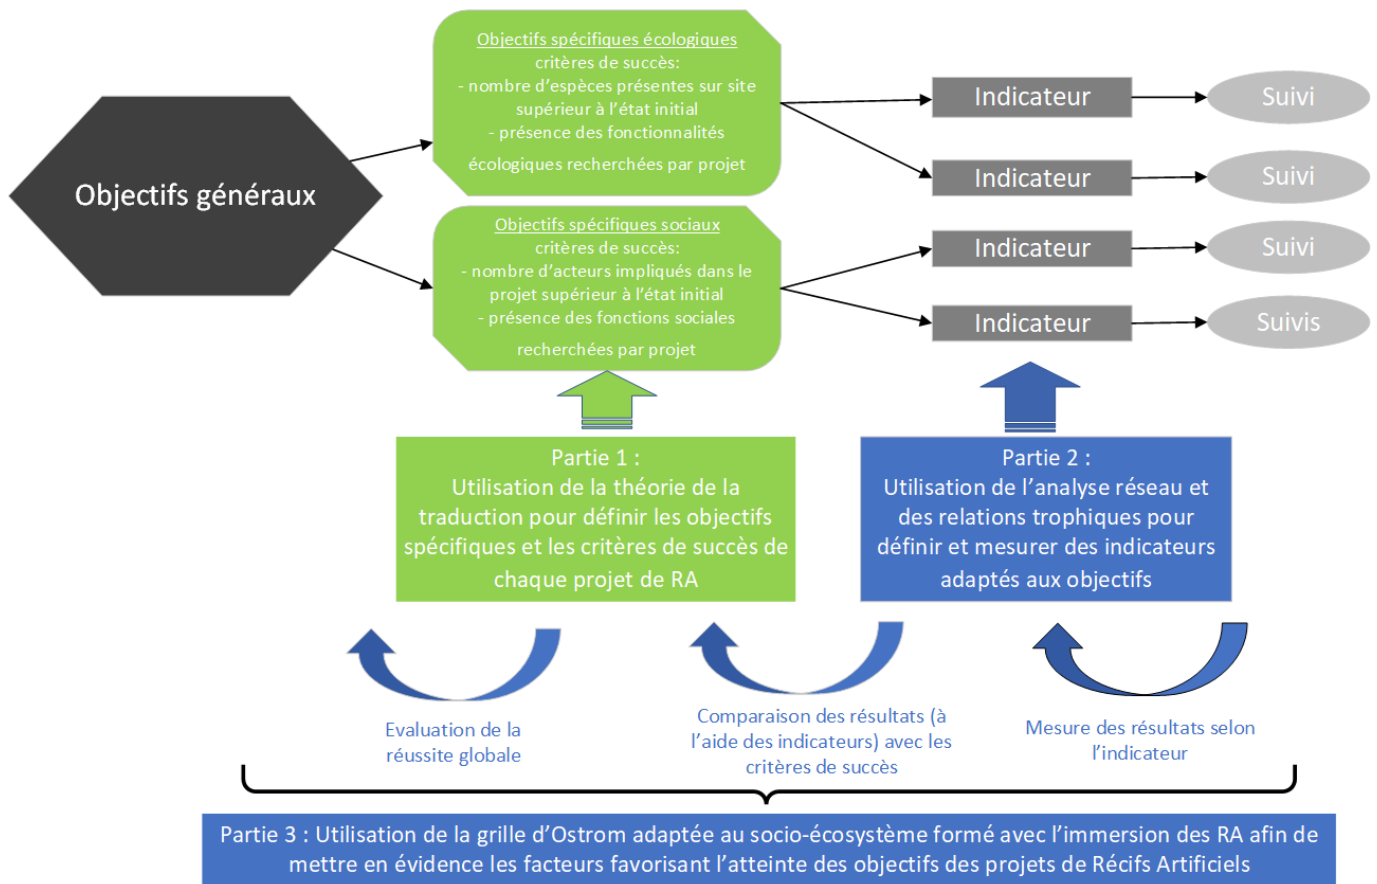 Objectifs généraux
Objectifs spécifiques écologiques
critères de succès:
- nombre d'espèces présentes sur site
supérieur à l'état initial
- présence des fonctionnalités
écologiques recherchées par projet
Objectifs spécifiques sociaux
critères de succès:
- nombre d'acteurs impliqués dans le
projet supérieur à l'état initial
- présence des fonctions sociales
recherchées par projet
Indicateur
Suivi
Indicateur
Suivi
Indicateur
Suivi
Indicateur
Suivis
Partie 1 :
Utilisation de la théorie de la
traduction pour définir les objectifs
spécifiques et les critères de succès de
chaque projet de RA
Partie 2 :
Utilisation de l'analyse réseau et
des relations trophiques pour
définir et mesurer des indicateurs
adaptés aux objectifs
Evaluation de la
réussite globale
Comparaison des résultats (à
l'aide des indicateurs) avec les
critères de succès
Mesure des résultats selon
l'indicateur
Partie 3 : Utilisation de la grille d'Ostrom adaptée au socio-écosystème formé avec l'immersion des RA afin de
mettre en évidence les facteurs favorisant l'atteinte des objectifs des projets de Récifs Artificiels